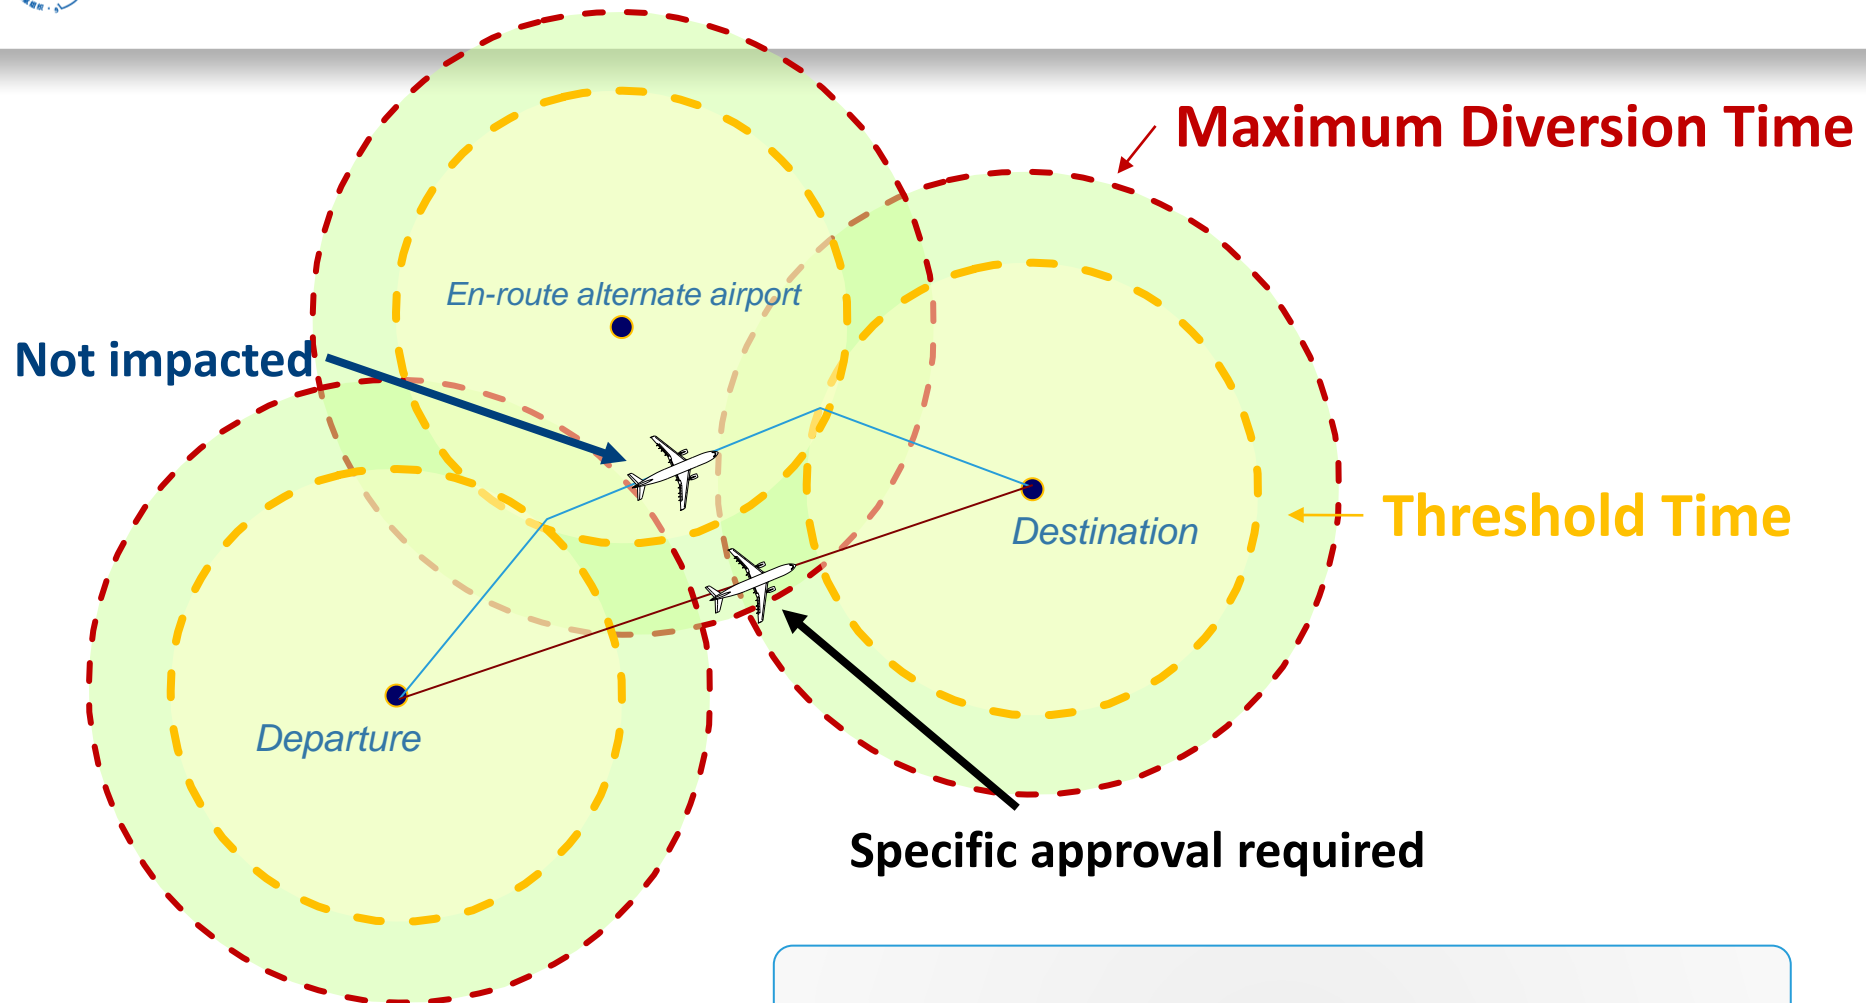 Maximum Diversion Time
En-route alternate airport
Not impacted
Threshold Time
Destination
Departure
Specific approval required